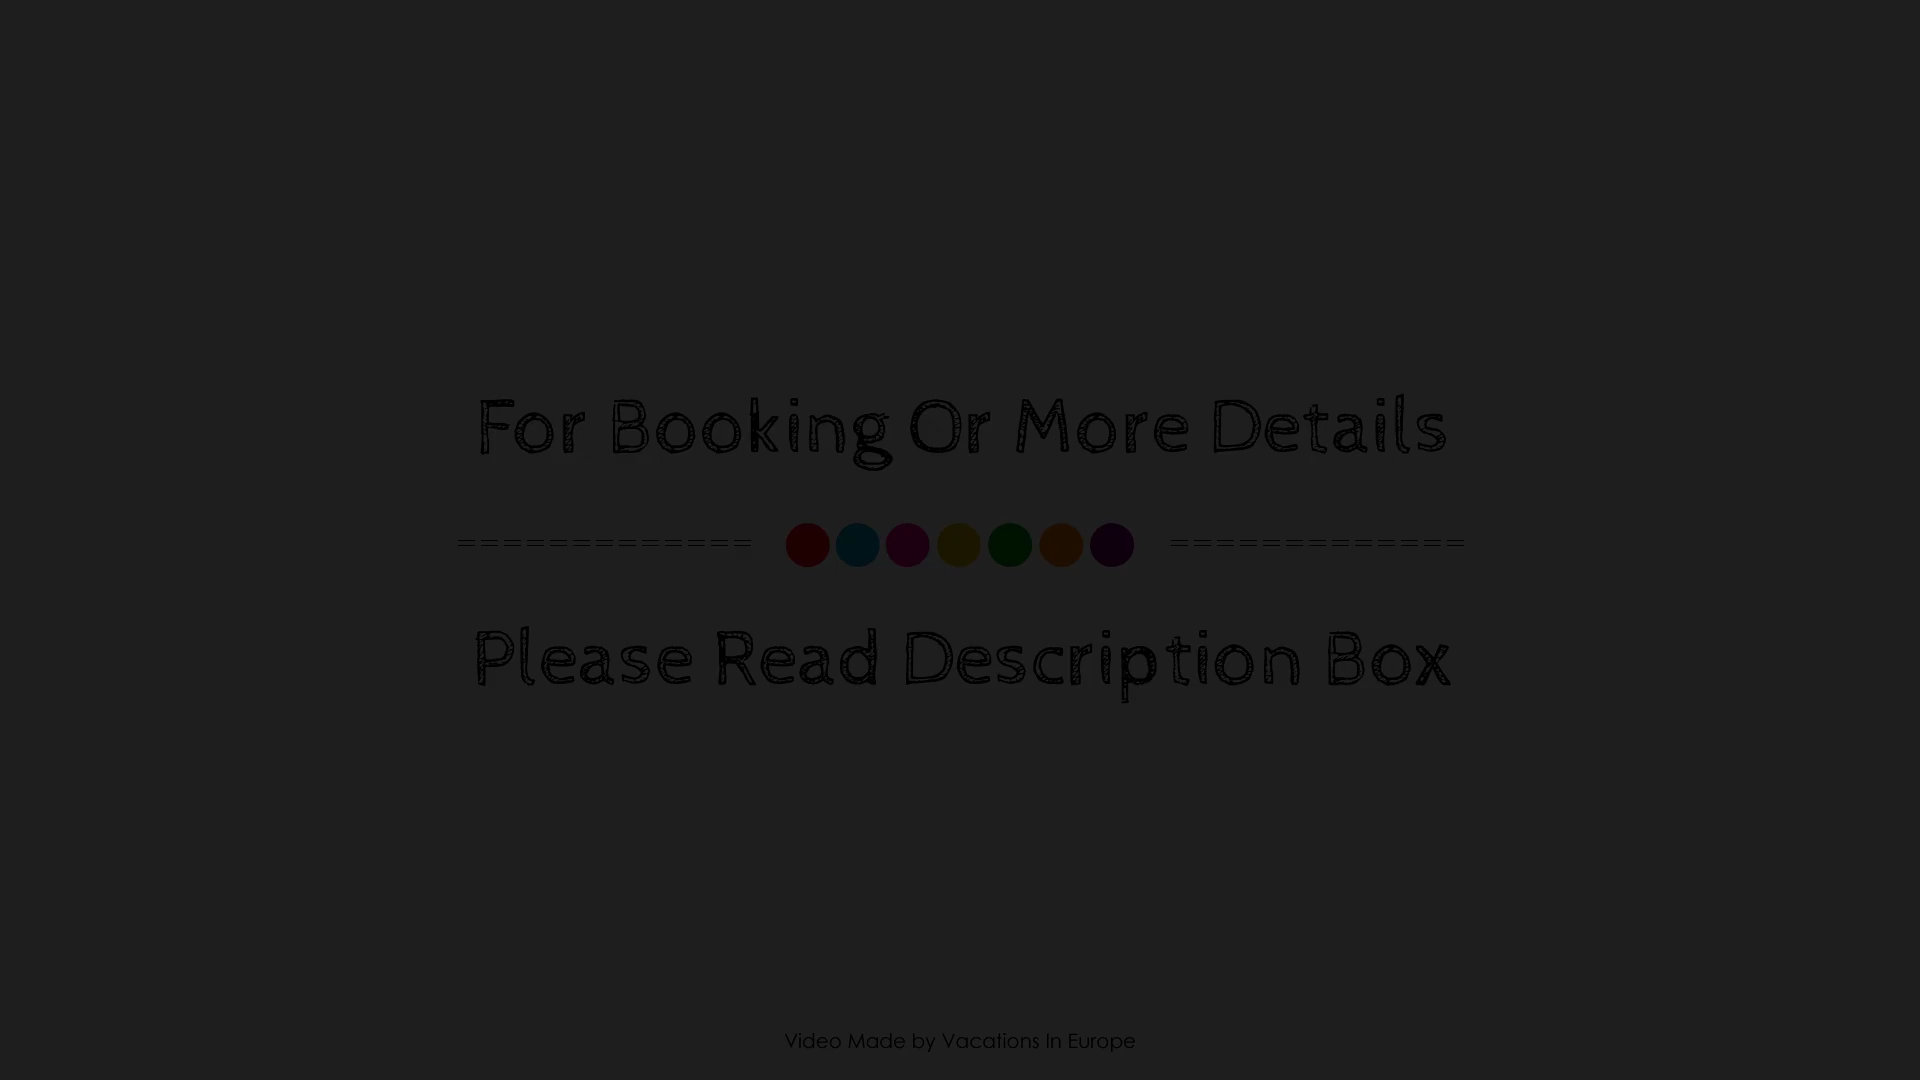 For Booking Or More Details
============= =============
Please Read Description Box
Video Made by Vacations In Europe